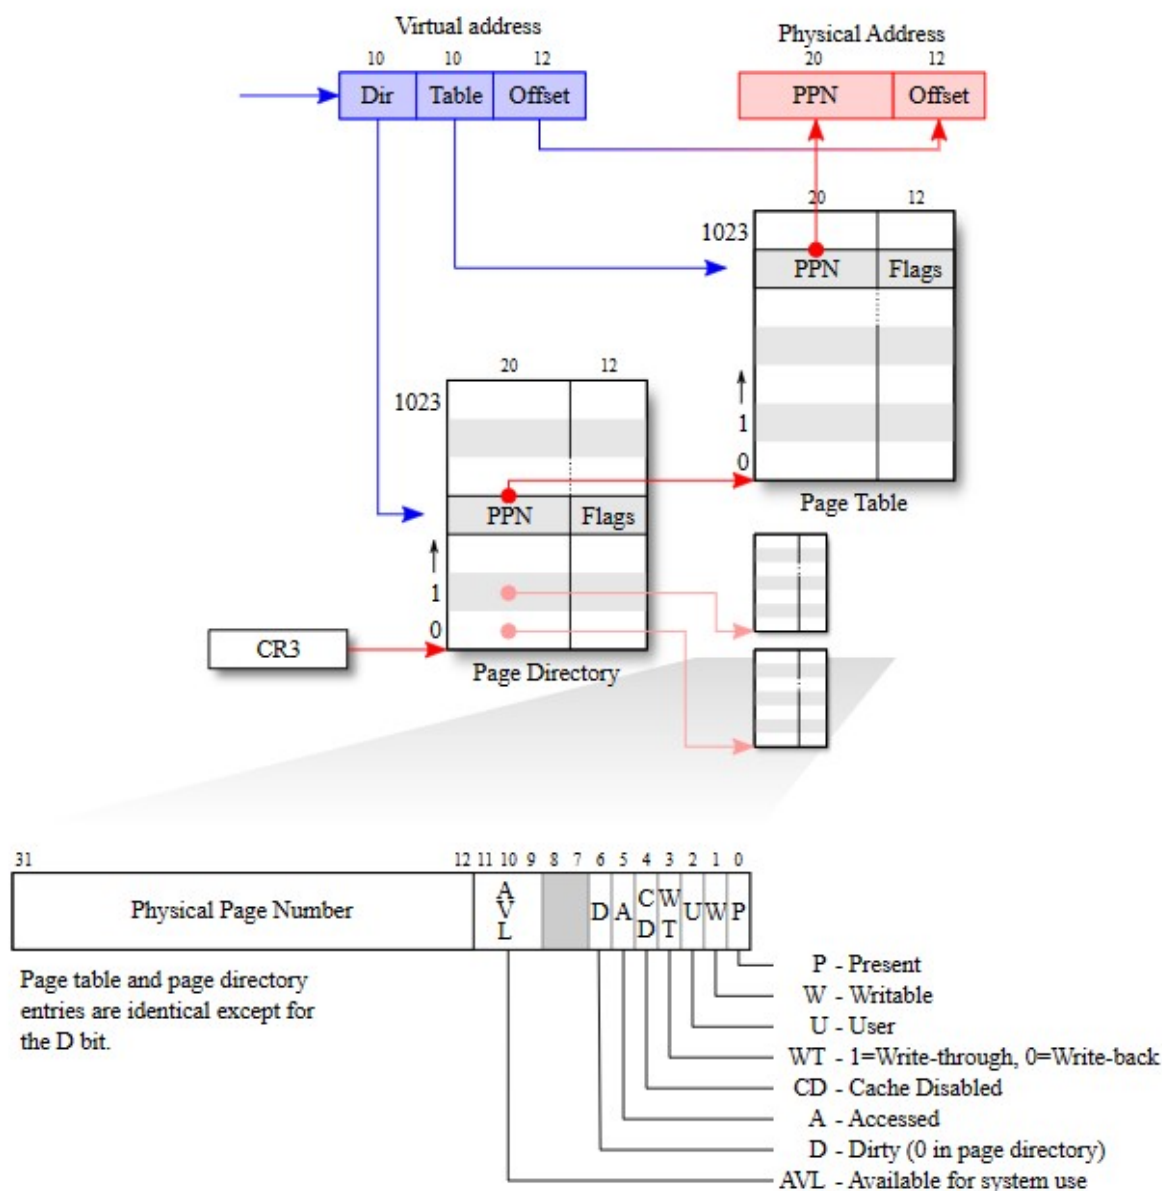 Virtual address
10 10 12
Dir Table Offset
Physical Address
20 12
PPN Offset
20 12
1023
PPN Flags
1
0
Page Table
20 12
1023
PPN Flags
1
0
CR3
Page Directory
31 12 11 10 9 8 7 6 5 4 3 2 1 0
Physical Page Number AVL D A CD WT U W P
Page table and page directory
entries are identical except for
the D bit.
P - Present
W - Writable
U - User
WT - 1=Write-through, 0=Write-back
CD - Cache Disabled
A - Accessed
D - Dirty (0 in page directory)
AVL - Available for system use